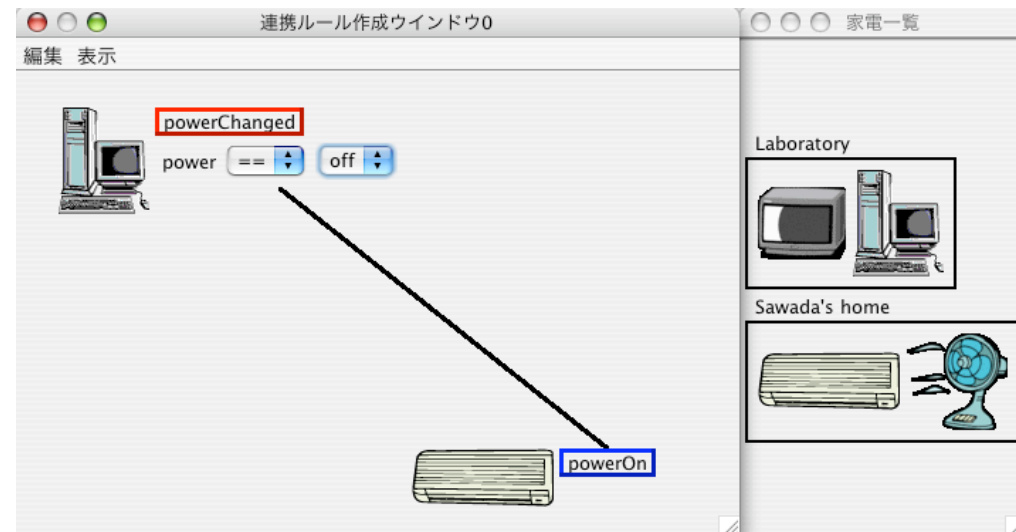 連携ルール作成ウインドウ0
編集 表示
powerChanged
power == off
powerOn
家電一覧
Laboratory
Sawada's home